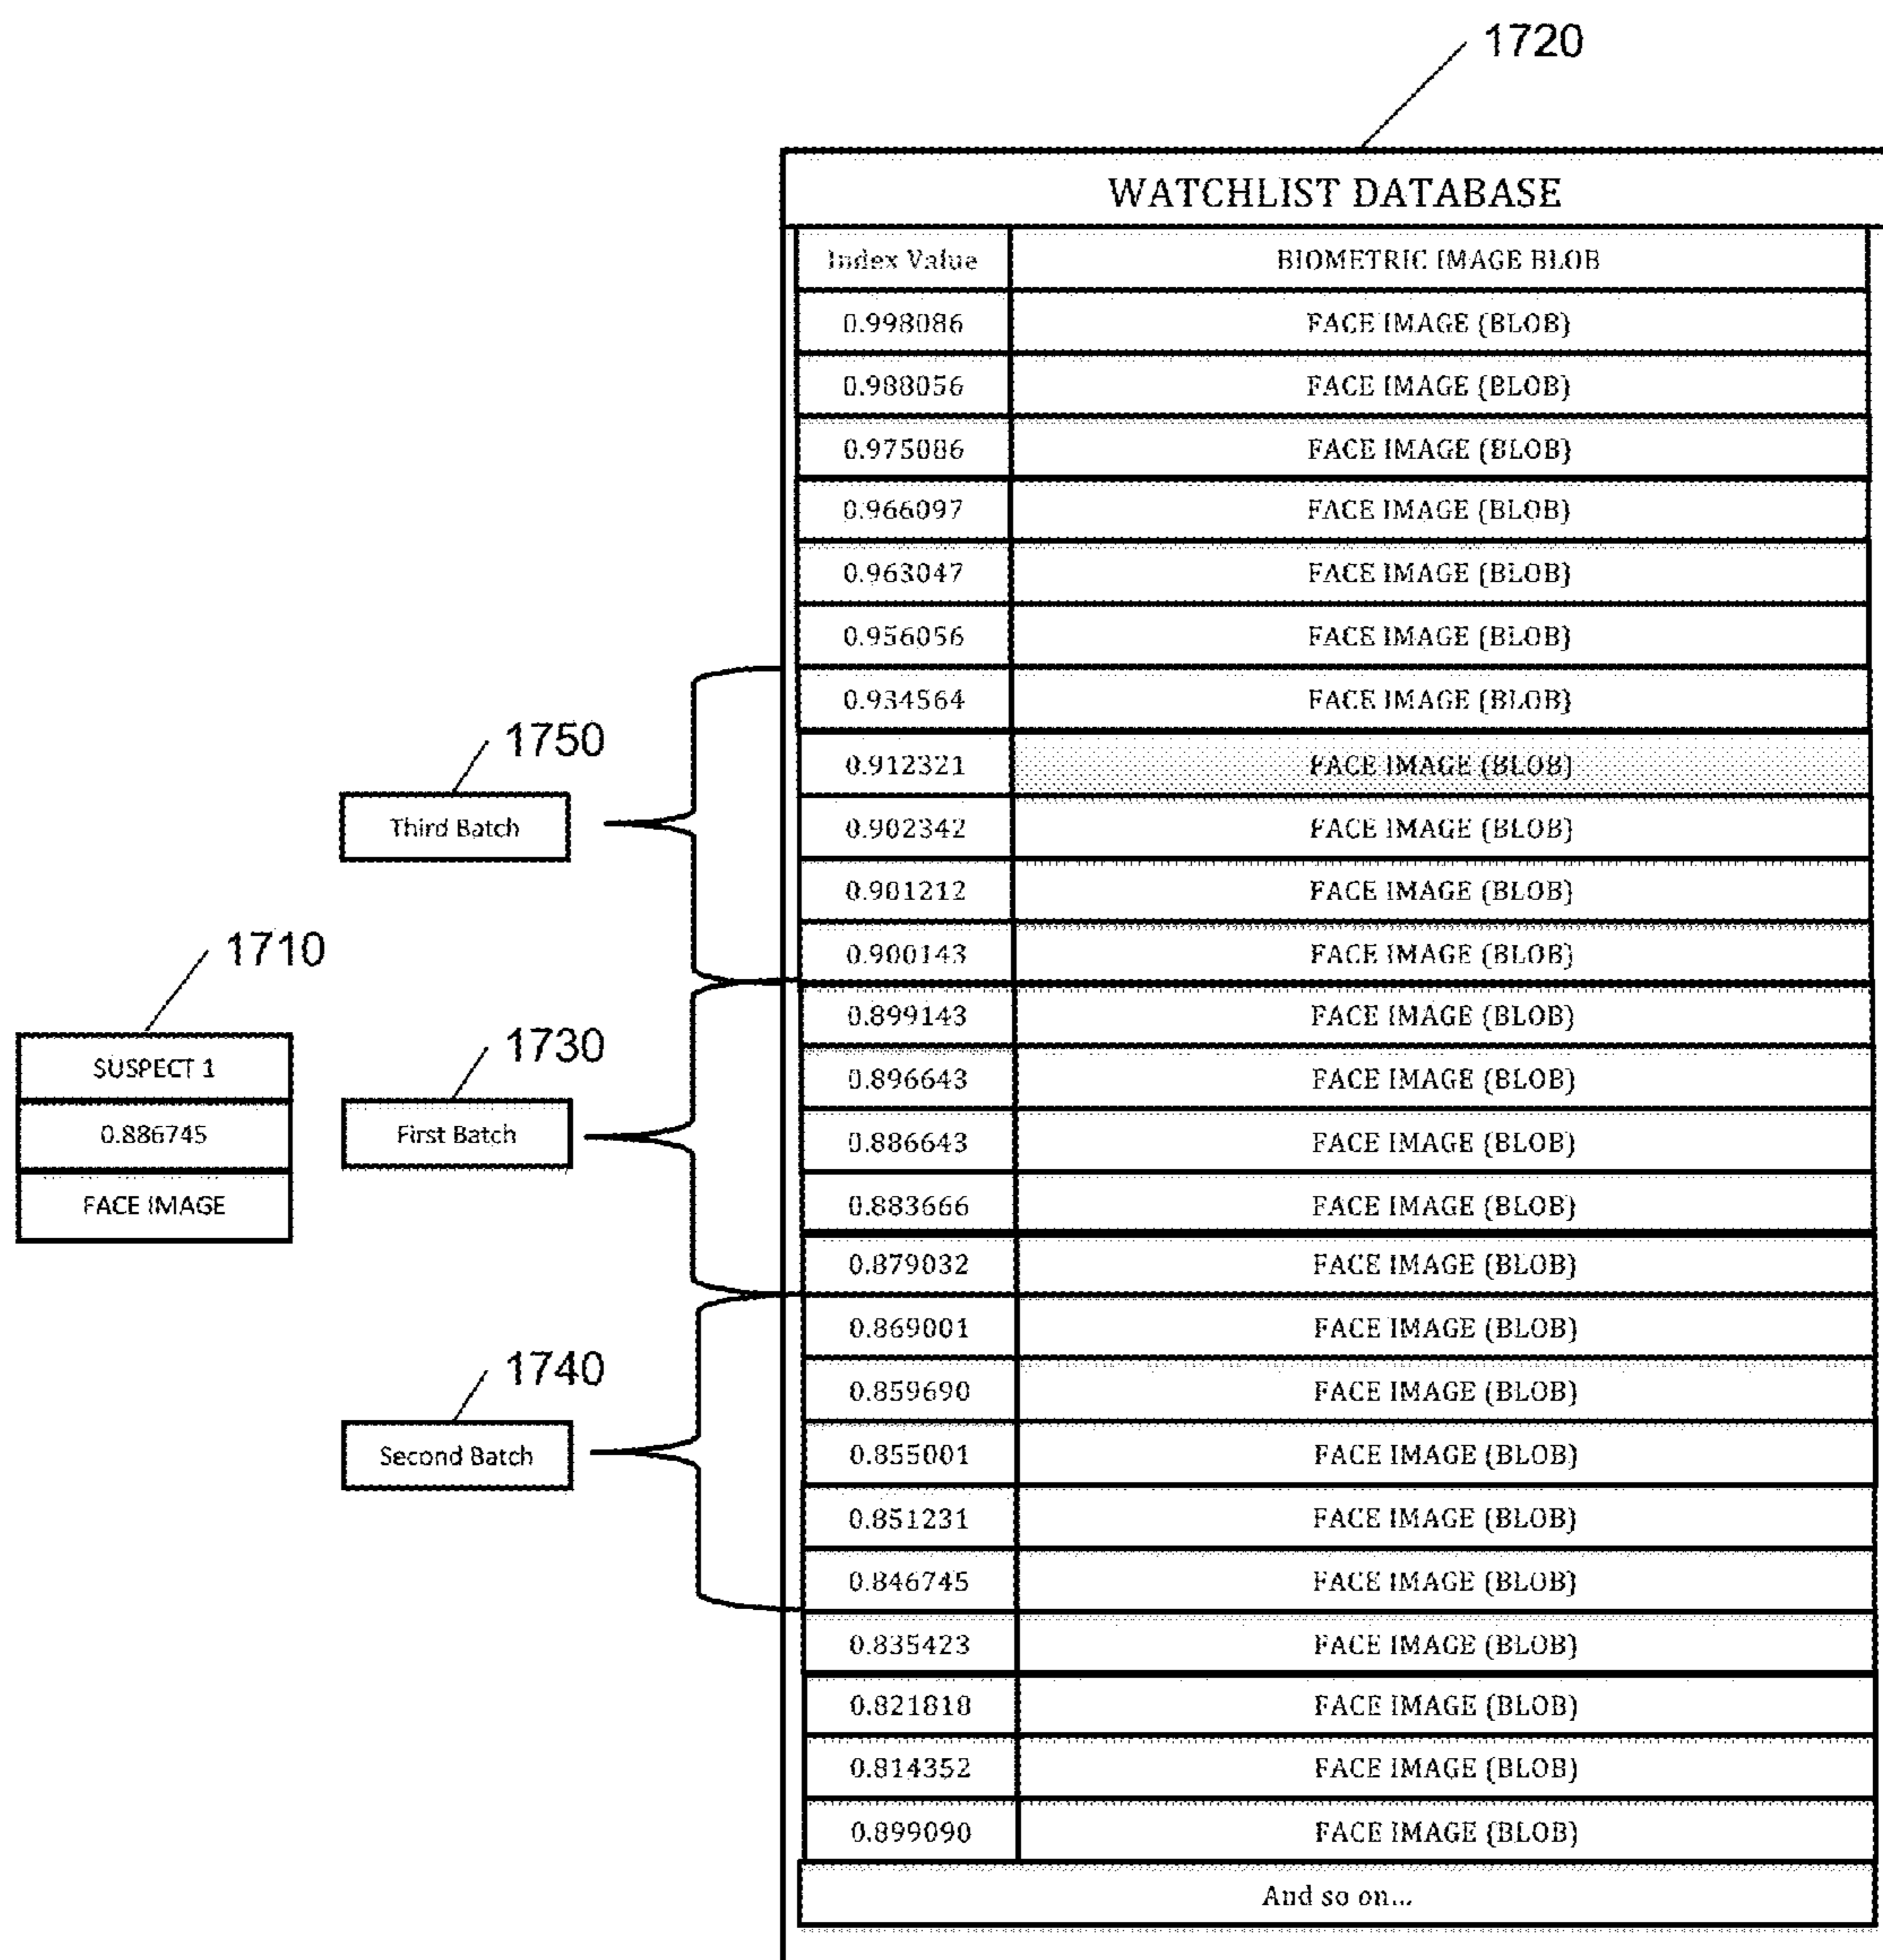 1720
WATCHLIST DATABASE
Index Value BIOMETRIC IMAGE BLOB
0.998086 FACE IMAGE (BLOB)
0.988056 FACE IMAGE (BLOB)
0.975086 FACE IMAGE (BLOB)
0.966097 FACE IMAGE (BLOB)
0.963047 FACE IMAGE (BLOB)
0.956056 FACE IMAGE (BLOB)
0.934564 FACE IMAGE (BLOB)
0.912321 FACE IMAGE (BLOB)
0.902342 FACE IMAGE (BLOB)
0.901212 FACE IMAGE (BLOB)
0.900143 FACE IMAGE (BLOB)
0.899143 FACE IMAGE (BLOB)
0.896643 FACE IMAGE (BLOB)
0.886643 FACE IMAGE (BLOB)
0.883666 FACE IMAGE (BLOB)
0.879032 FACE IMAGE (BLOB)
0.869001 FACE IMAGE (BLOB)
0.859690 FACE IMAGE (BLOB)
0.855001 FACE IMAGE (BLOB)
0.851231 FACE IMAGE (BLOB)
0.846745 FACE IMAGE (BLOB)
0.835423 FACE IMAGE (BLOB)
0.821818 FACE IMAGE (BLOB)
0.814352 FACE IMAGE (BLOB)
0.899090 FACE IMAGE (BLOB)
And so on...
1750
Third Batch
1710
SUSPECT 1
0.886745
FACE IMAGE
1730
First Batch
1740
Second Batch